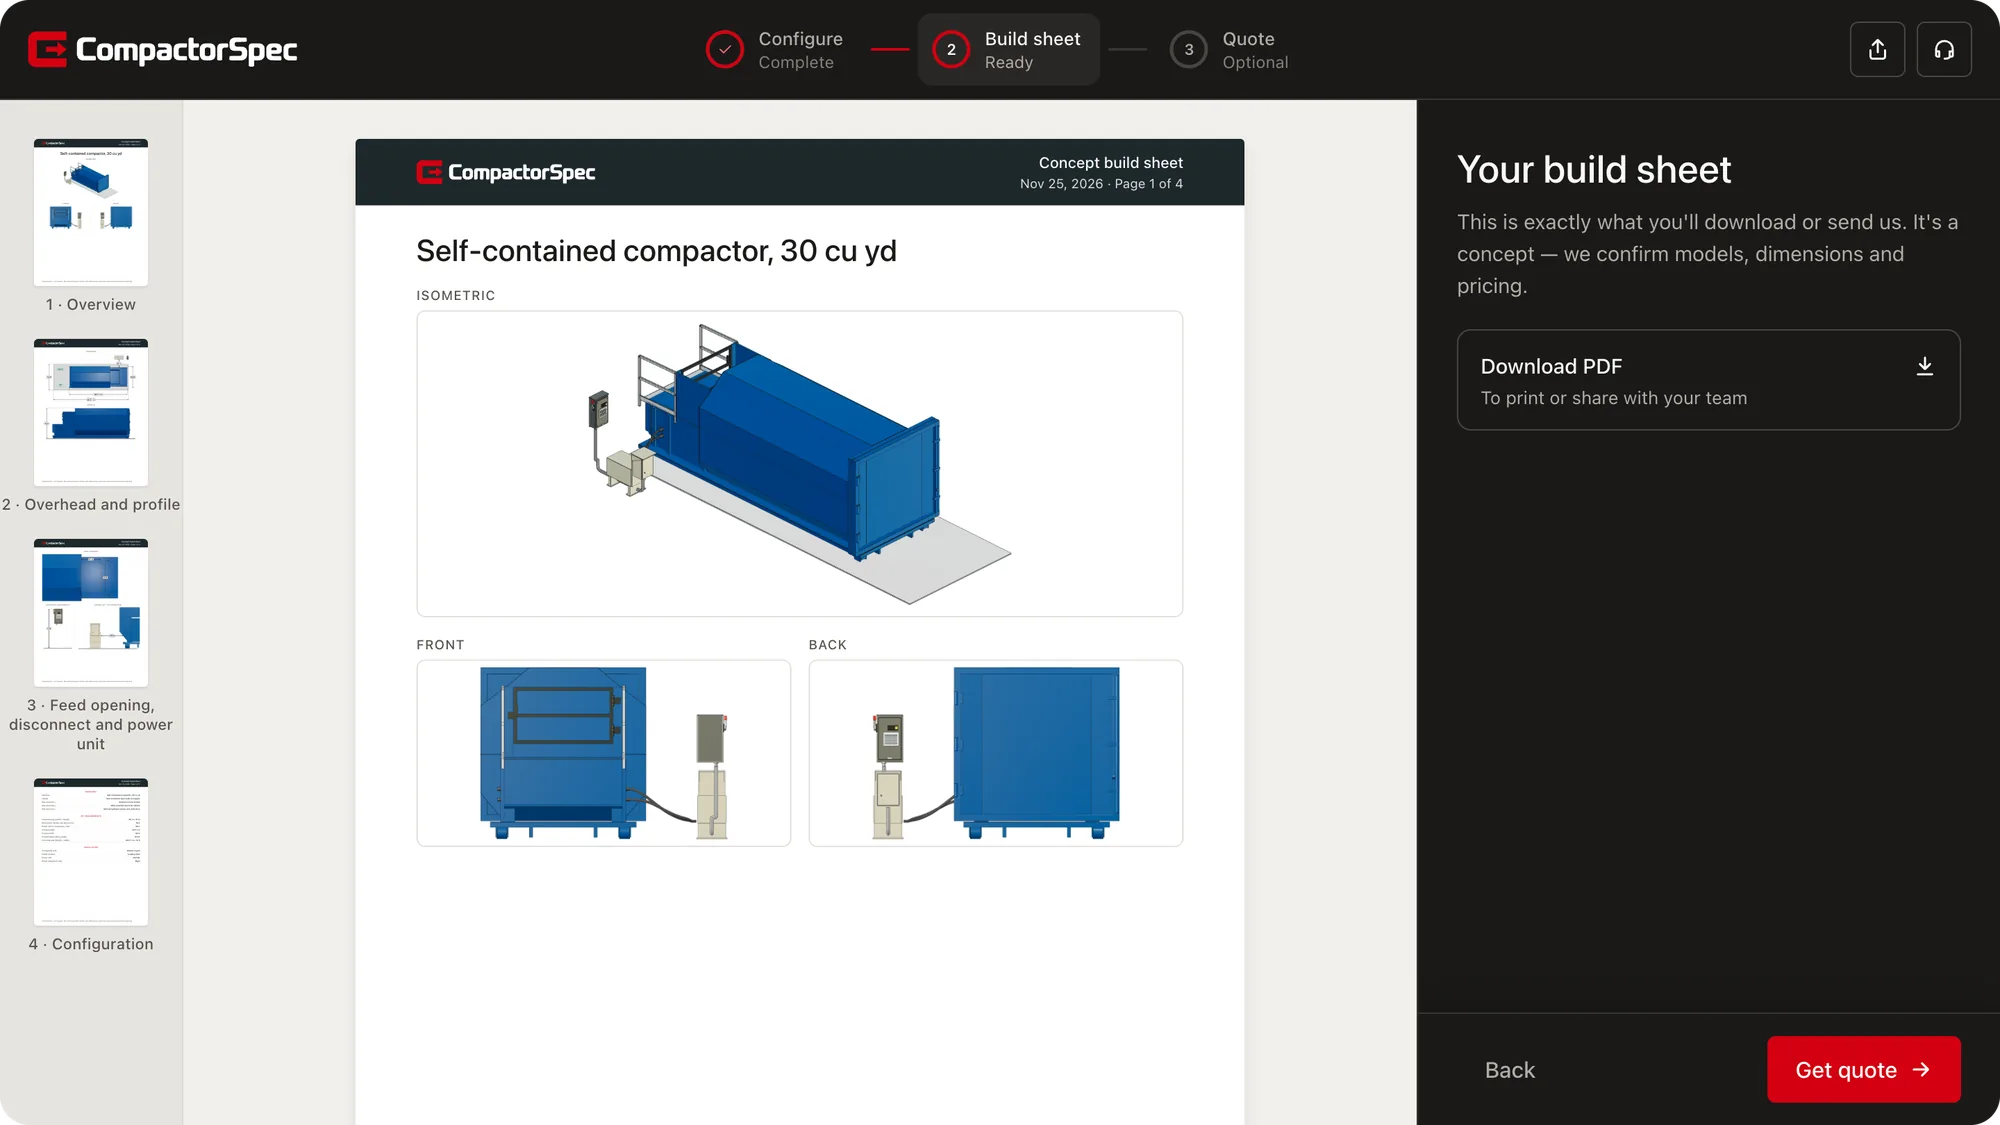 CompactorSpec
Configure
Complete
2
Build sheet
Ready
3
Quote
Optional
1 · Overview
2 · Overhead and profile
3 · Feed opening,
disconnect and power
unit
4 · Configuration
CompactorSpec
Concept build sheet
Nov 25, 2026 · Page 1 of 4
Self-contained compactor, 30 cu yd
ISOMETRIC
FRONT
BACK
Your build sheet
This is exactly what you'll download or send us. It's a
concept — we confirm models, dimensions and
pricing.
Download PDF
To print or share with your team
Back
Get quote